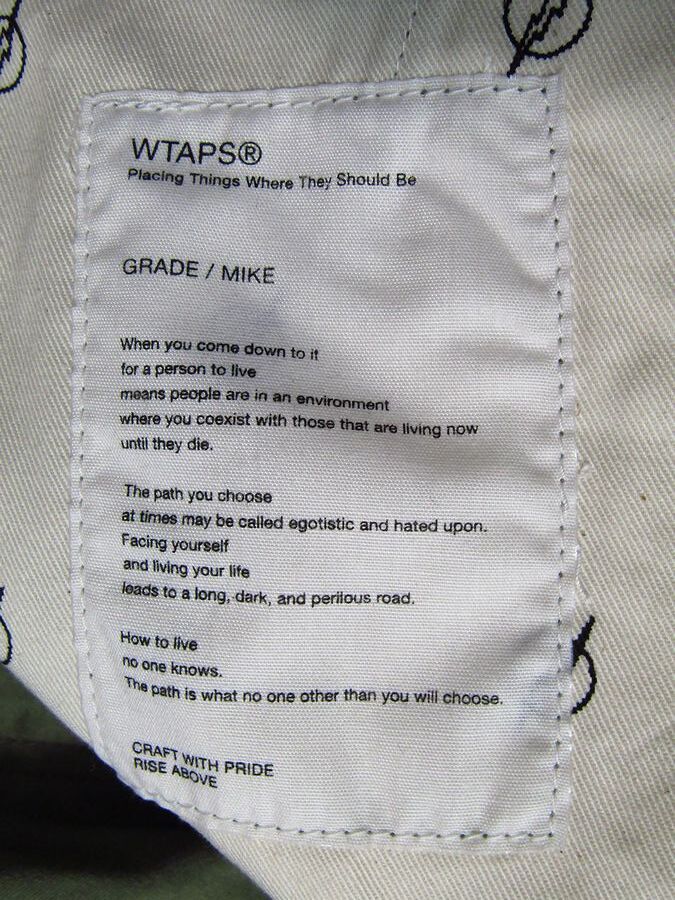 WTAPS®
Placing Things Where They Should Be
GRADE / MIKE
When you come down to it
for a person to live
means people are in an environment
where you coexist with those that are living now
until they die.
The path you choose
at times may be called egotistic and hated upon.
Facing yourself
and living your life
leads to a long, dark, and perilous road.
How to live
no one knows.
The path is what no one other than you will choose.
CRAFT WITH PRIDE
RISE ABOVE